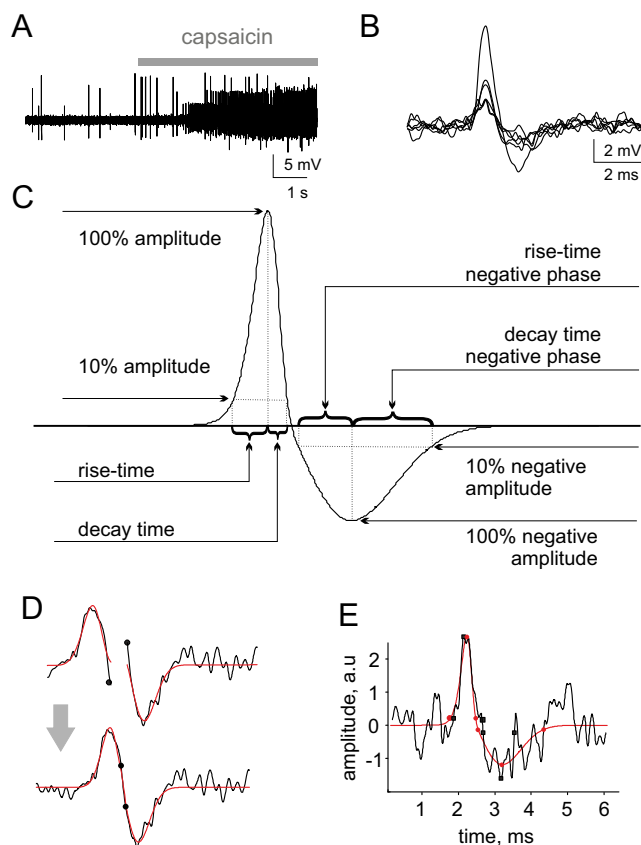 A
capsaicin
5 mV
1 s
B
2 mV
2 ms
C
100% amplitude
10% amplitude
rise-time
decay time
rise-time
negative phase
decay time
negative phase
10% negative
amplitude
100% negative
amplitude
D
E
amplitude, a.u
2
1
0
-1
1 2 3 4 5 6
time, ms